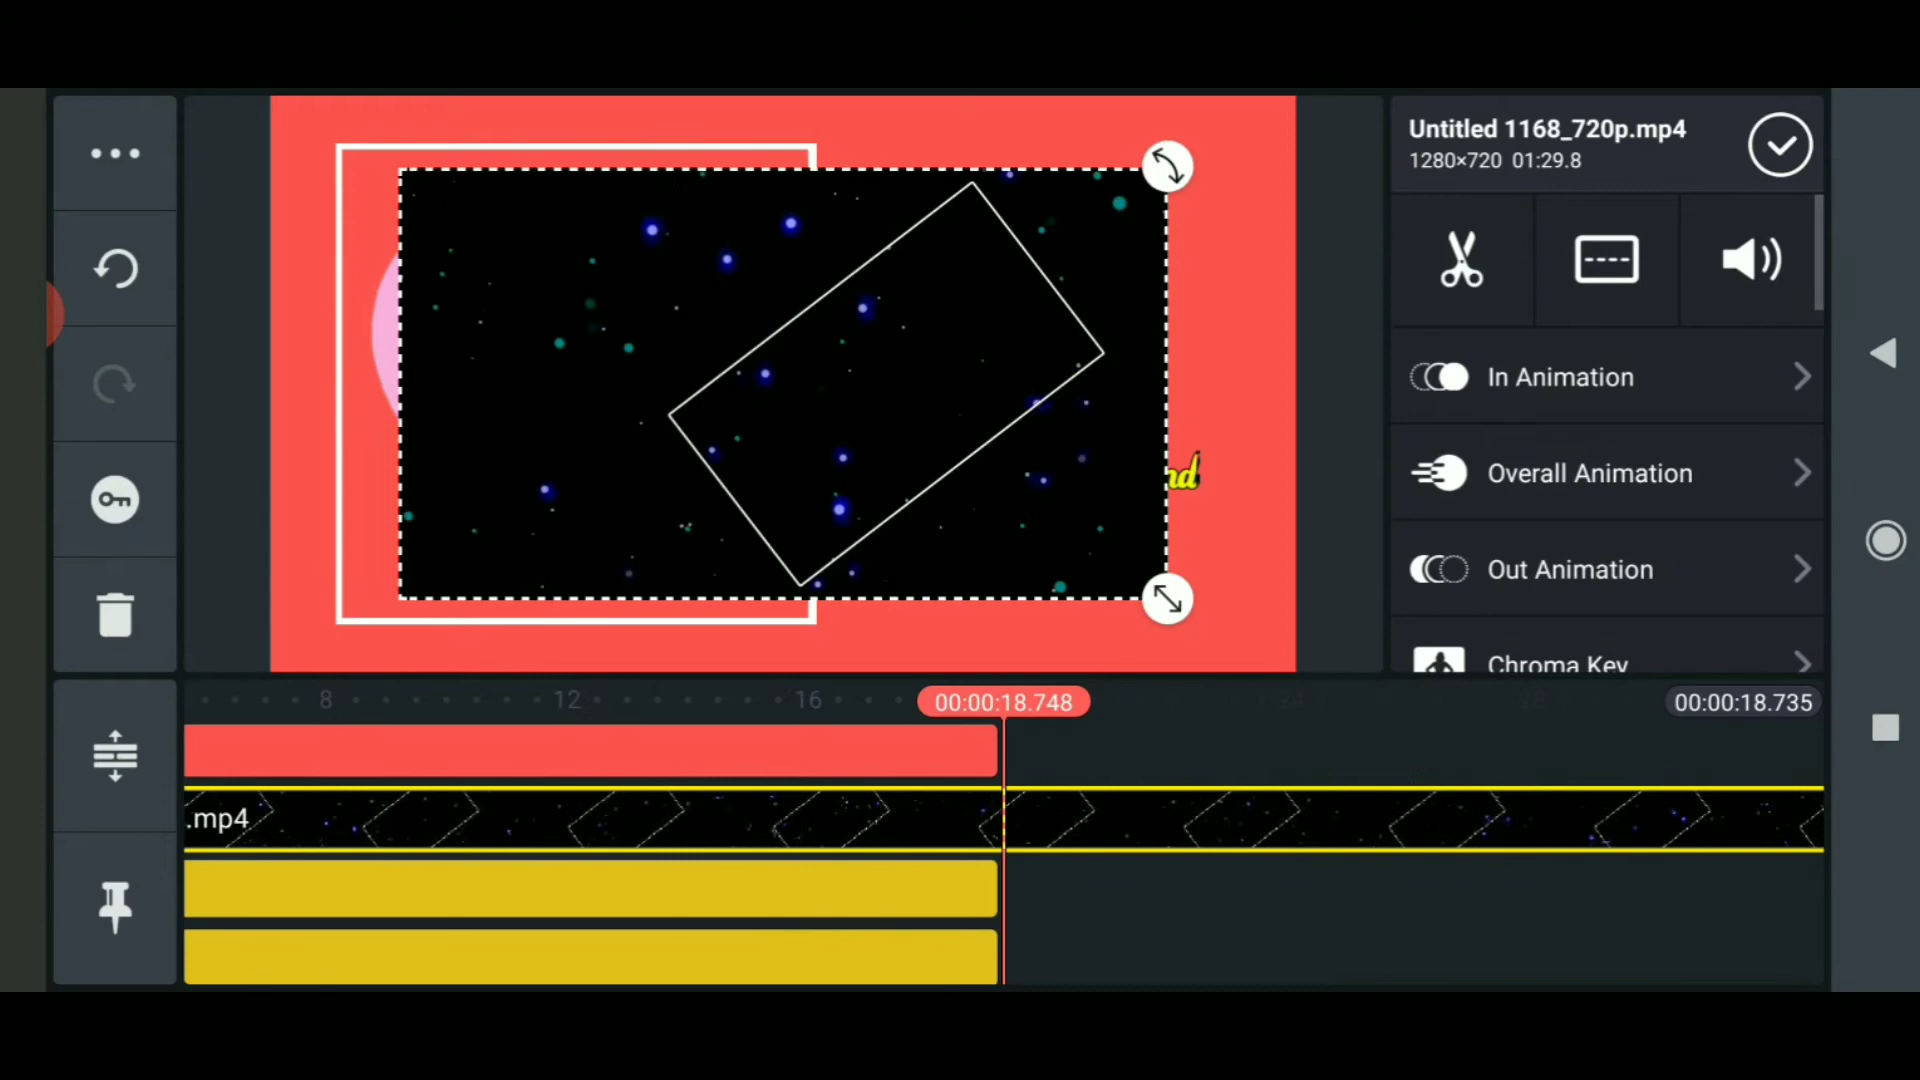 Untitled 1168_720p.mp4
1280×720 01:29.8
In Animation
Overall Animation
nd
Out Animation
Chroma Key
8
12
16
00:00:18.748
00:00:18.735
.mp4